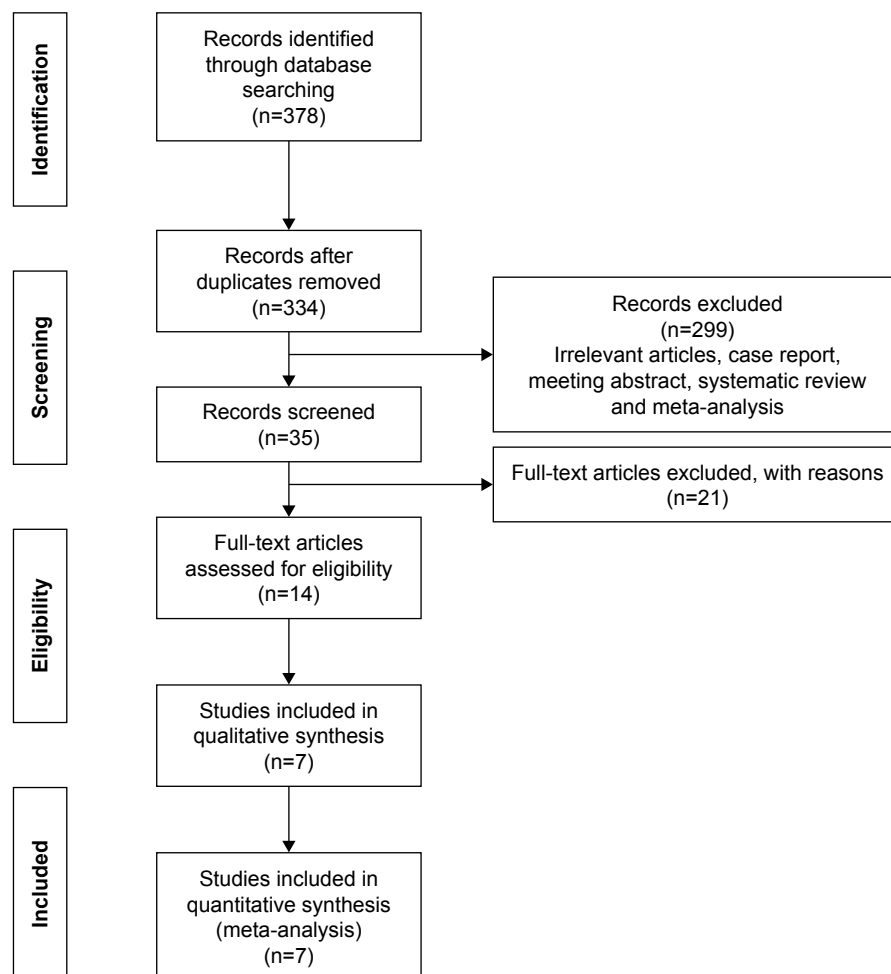 Identification
Records identified
through database
searching
(n=378)
Screening
Records after
duplicates removed
(n=334)
Records excluded
(n=299)
Irrelevant articles, case report,
meeting abstract, systematic review
and meta-analysis
Records screened
(n=35)
Full-text articles excluded, with reasons
(n=21)
Eligibility
Full-text articles
assessed for eligibility
(n=14)
Studies included in
qualitative synthesis
(n=7)
Included
Studies included in
quantitative synthesis
(meta-analysis)
(n=7)